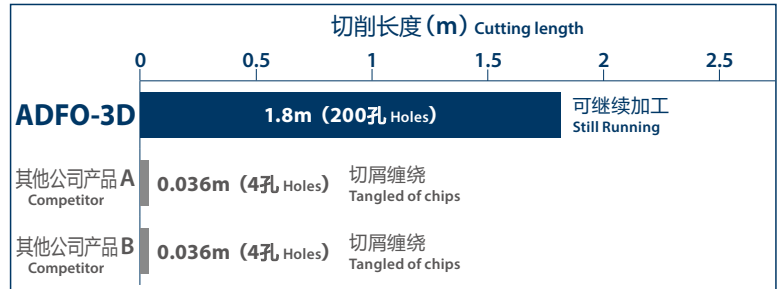 切削长度(m) Cutting length
0 0.5 1 1.5 2 2.5
ADFO-3D 1.8m（200孔 Holes） 可继续加工
Still Running
其他公司产品A 0.036m（4孔 Holes） 切屑缠绕
Competitor Tangled of chips
其他公司产品B 0.036m（4孔 Holes） 切屑缠绕
Competitor Tangled of chips